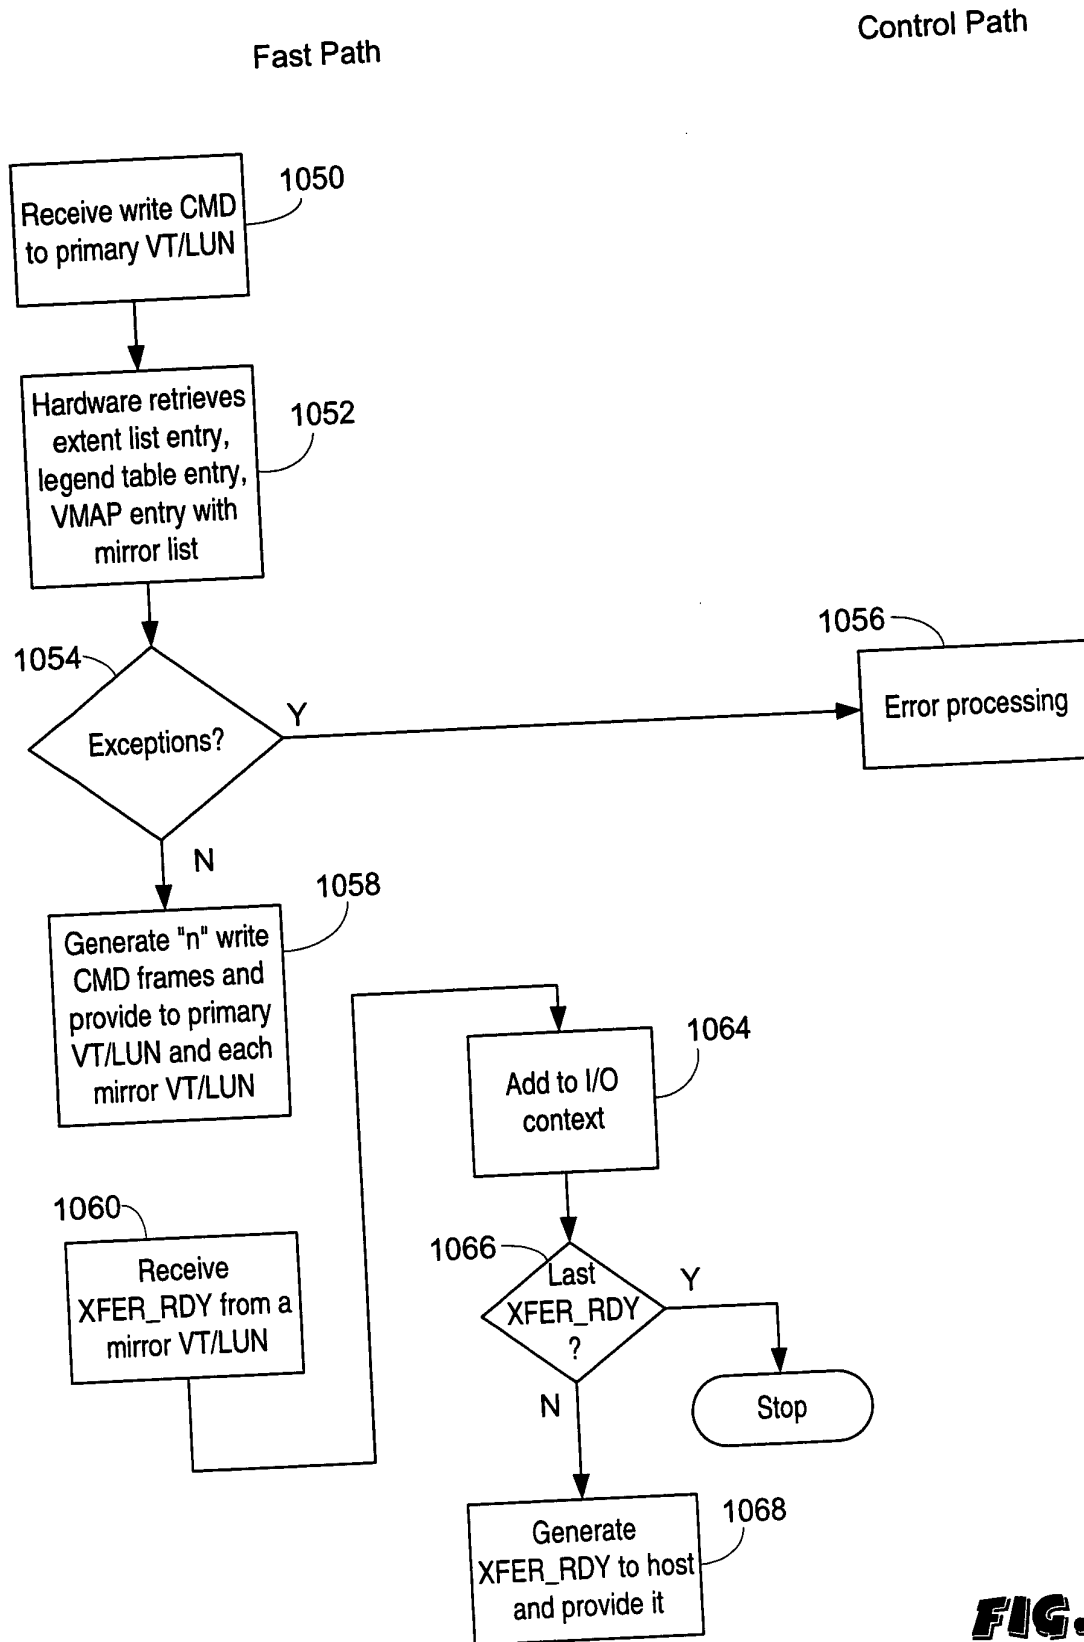 Fast Path
Control Path
1050
Receive write CMD
to primary VT/LUN
Hardware retrieves
extent list entry,
legend table entry,
VMAP entry with
mirror list
1052
1056
1054
Exceptions?
Y
Error processing
N
1058
Generate "n" write
CMD frames and
provide to primary
VT/LUN and each
mirror VT/LUN
1064
Add to I/O
context
1060
Receive
XFER_RDY from a
mirror VT/LUN
1066
Last
XFER_RDY
?
Y
N
Stop
1068
Generate
XFER_RDY to host
and provide it
FIG.